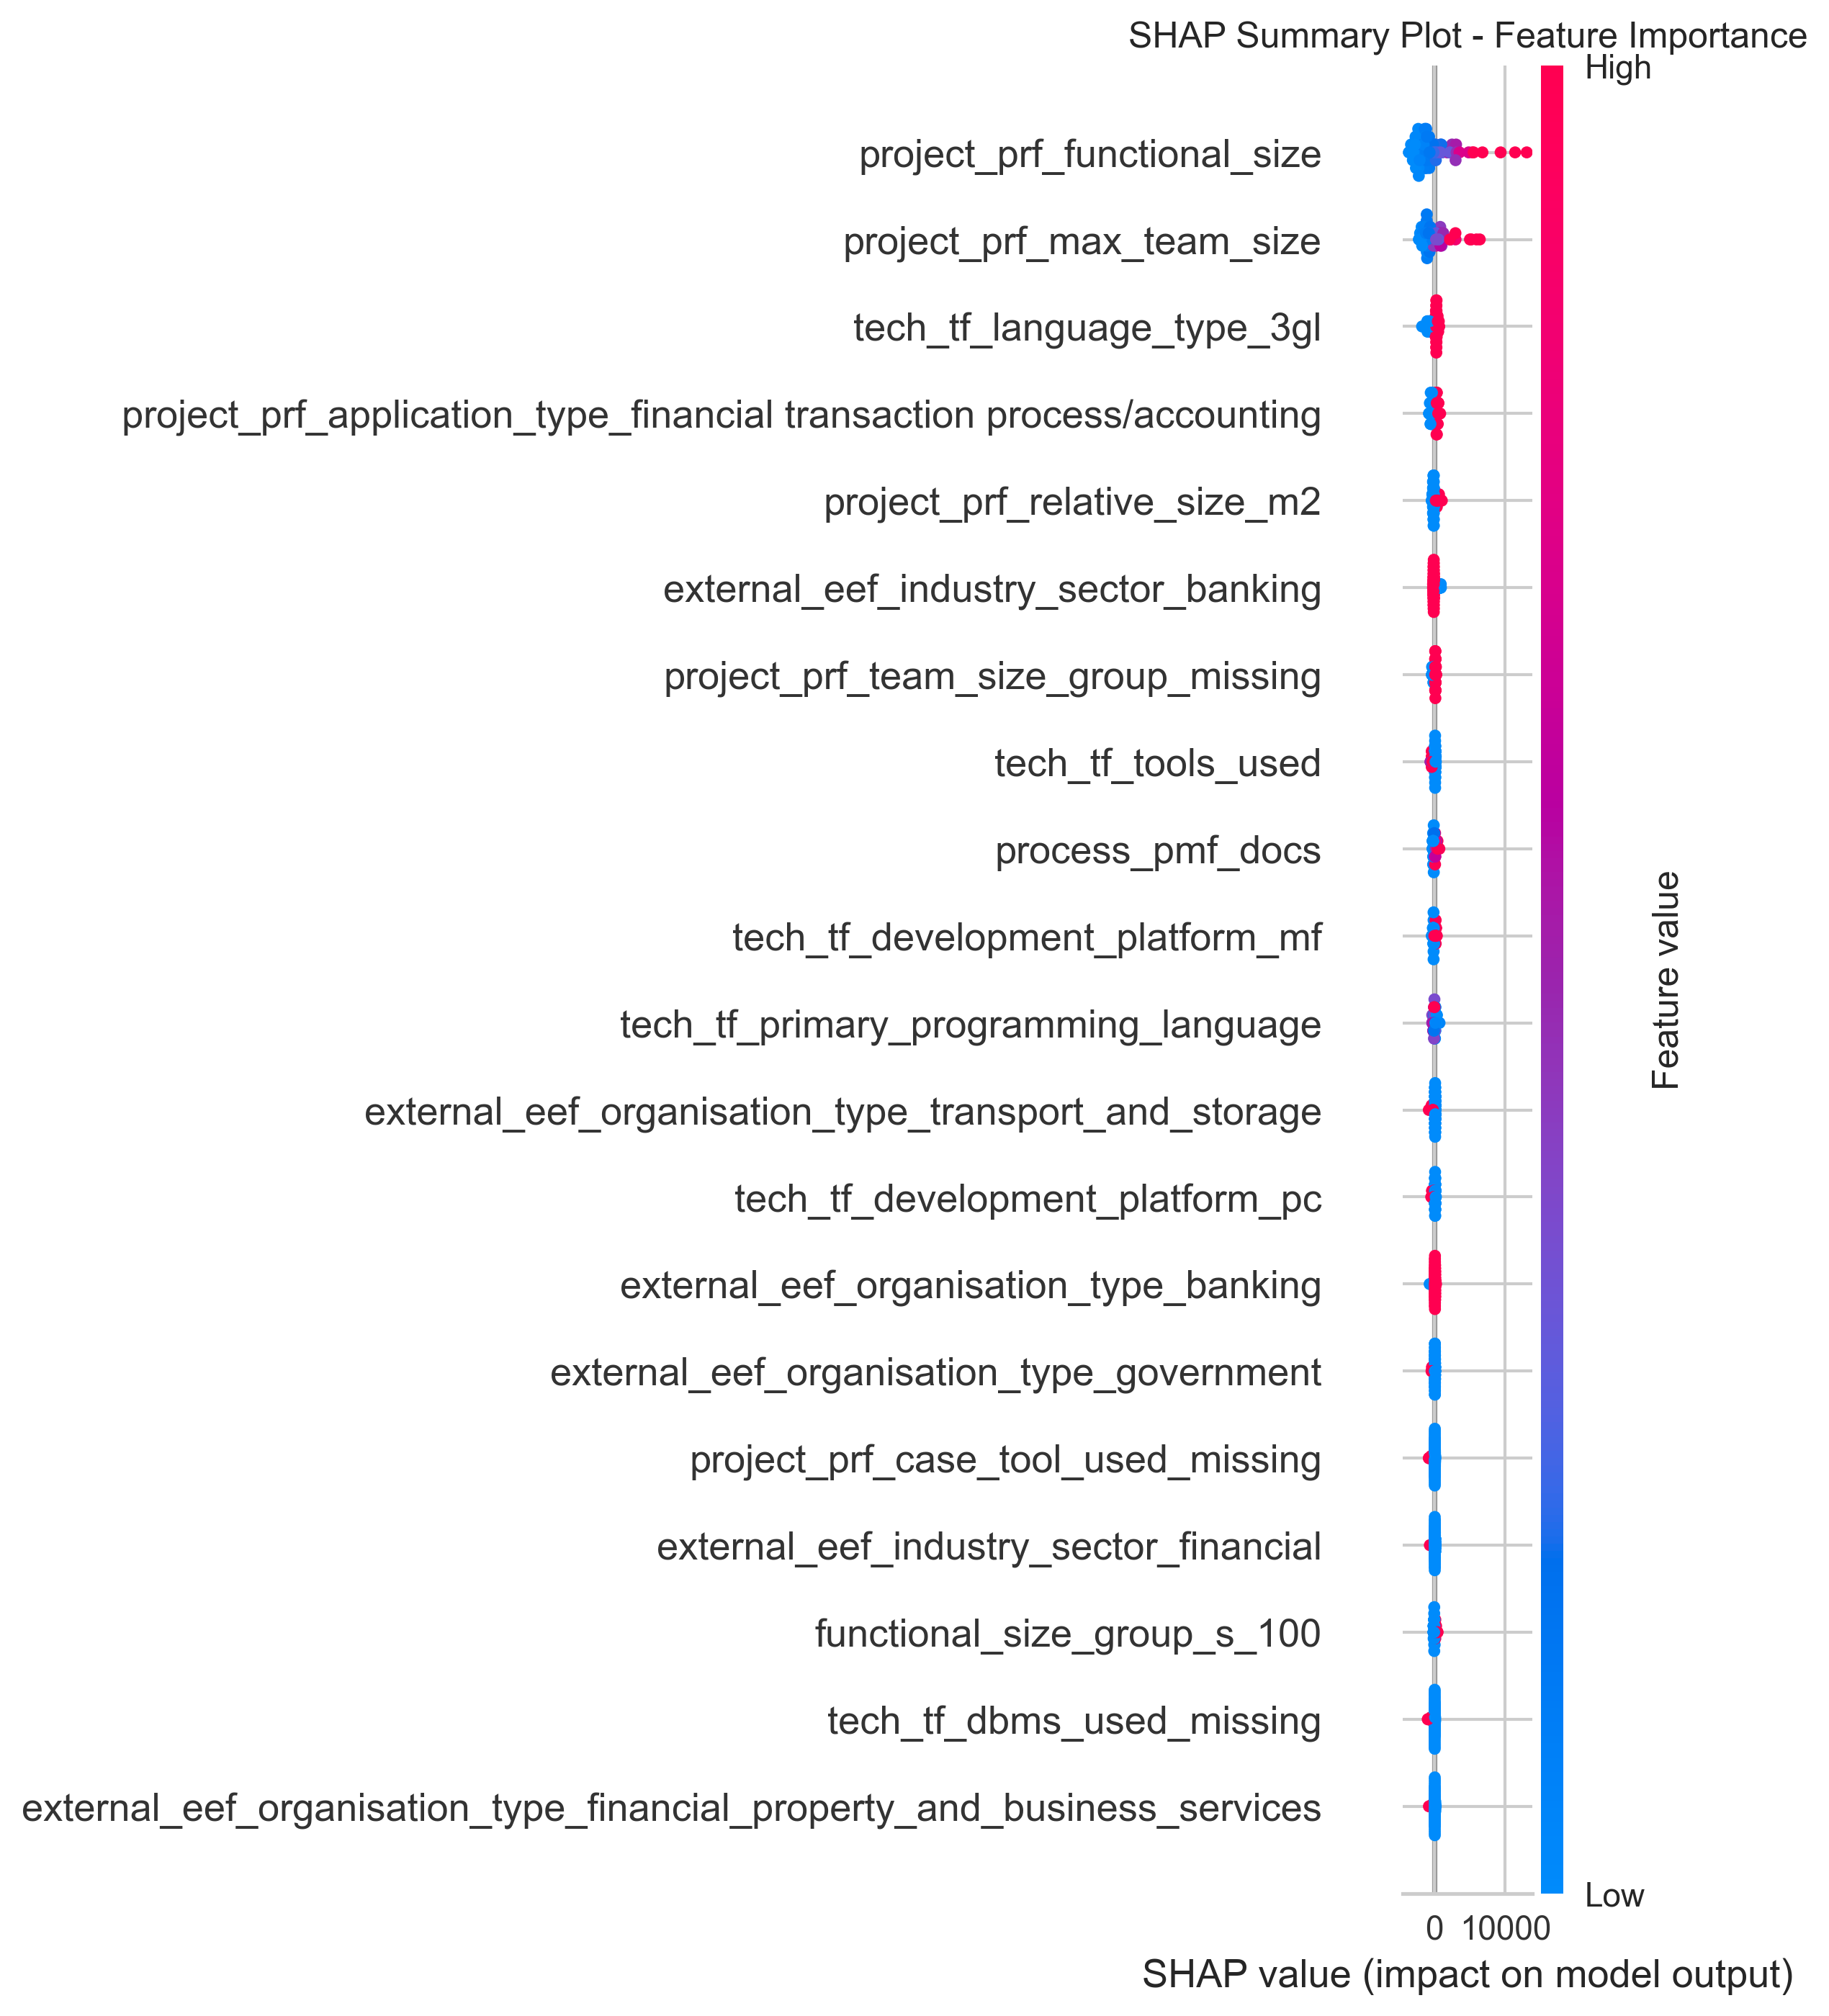 SHAP Summary Plot - Feature Importance
High
project_prf_functional_size
project_prf_max_team_size
tech_tf_language_type_3gl
project_prf_application_type_financial transaction process/accounting
project_prf_relative_size_m2
external_eef_industry_sector_banking
project_prf_team_size_group_missing
tech_tf_tools_used
process_pmf_docs
tech_tf_development_platform_mf
tech_tf_primary_programming_language
external_eef_organisation_type_transport_and_storage
tech_tf_development_platform_pc
external_eef_organisation_type_banking
external_eef_organisation_type_government
project_prf_case_tool_used_missing
external_eef_industry_sector_financial
functional_size_group_s_100
tech_tf_dbms_used_missing
external_eef_organisation_type_financial_property_and_business_services
Feature value
Low
0 10000
SHAP value (impact on model output)